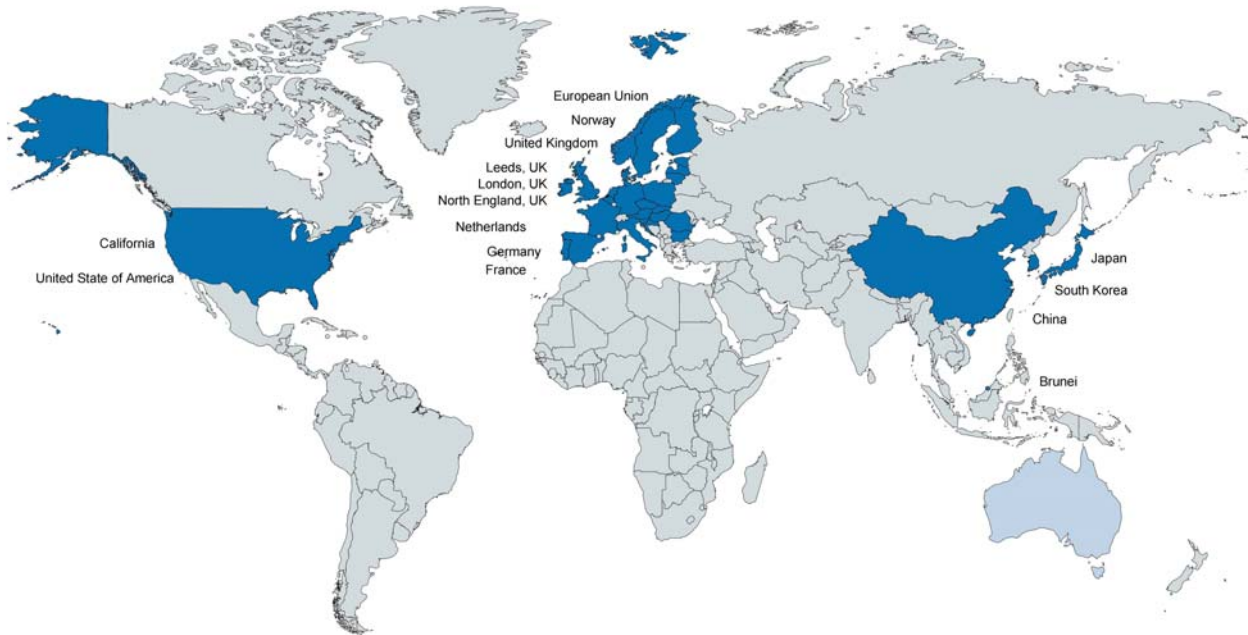 European Union
Norway
United Kingdom
Leeds, UK
London, UK
North England, UK
Netherlands
Germany
France
California
United State of America
Japan
South Korea
China
Brunei